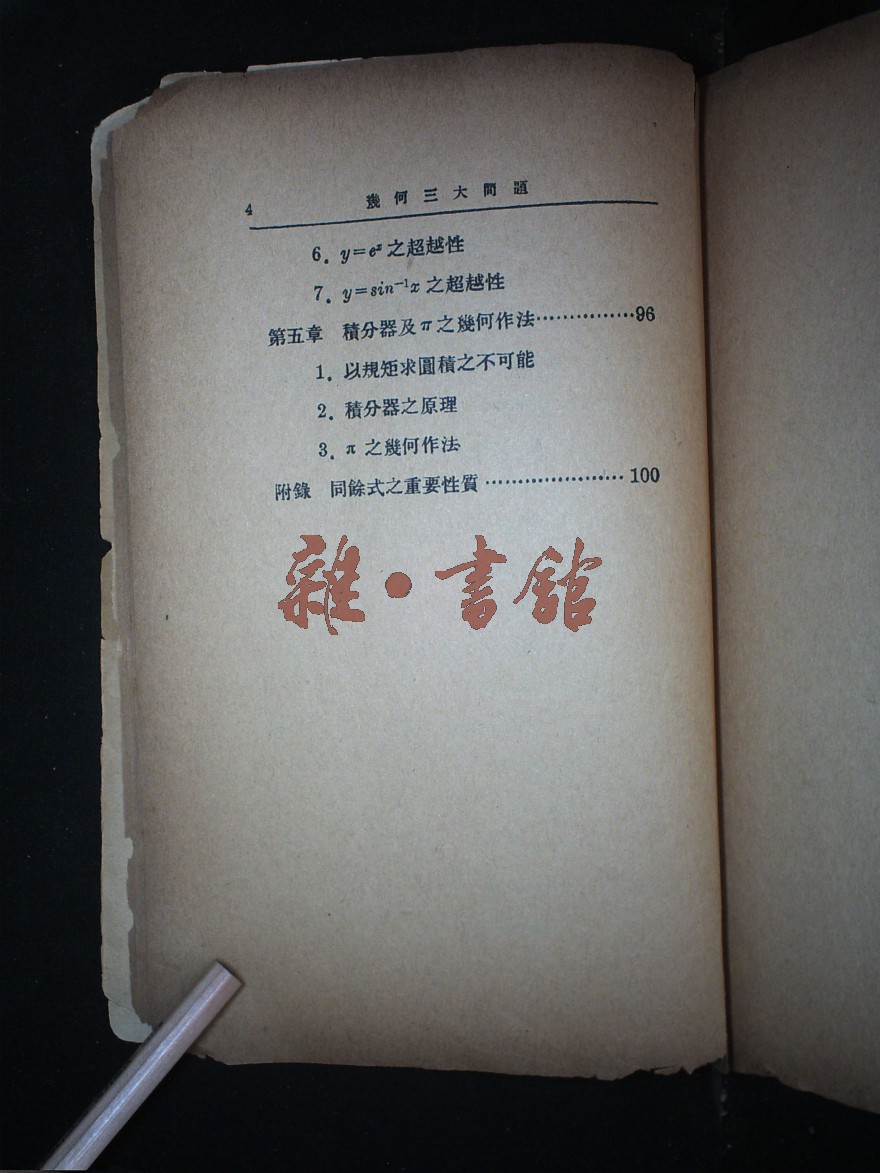 4 幾何三大問題
6. y=eˣ 之超越性
7. y=sin⁻¹x 之超越性
第五章 積分器及π之幾何作法⋯⋯⋯⋯⋯96
1. 以規矩求圓積之不可能
2. 積分器之原理
3. π 之幾何作法
附錄 同餘式之重要性質⋯⋯⋯⋯⋯⋯⋯100
雜·書館